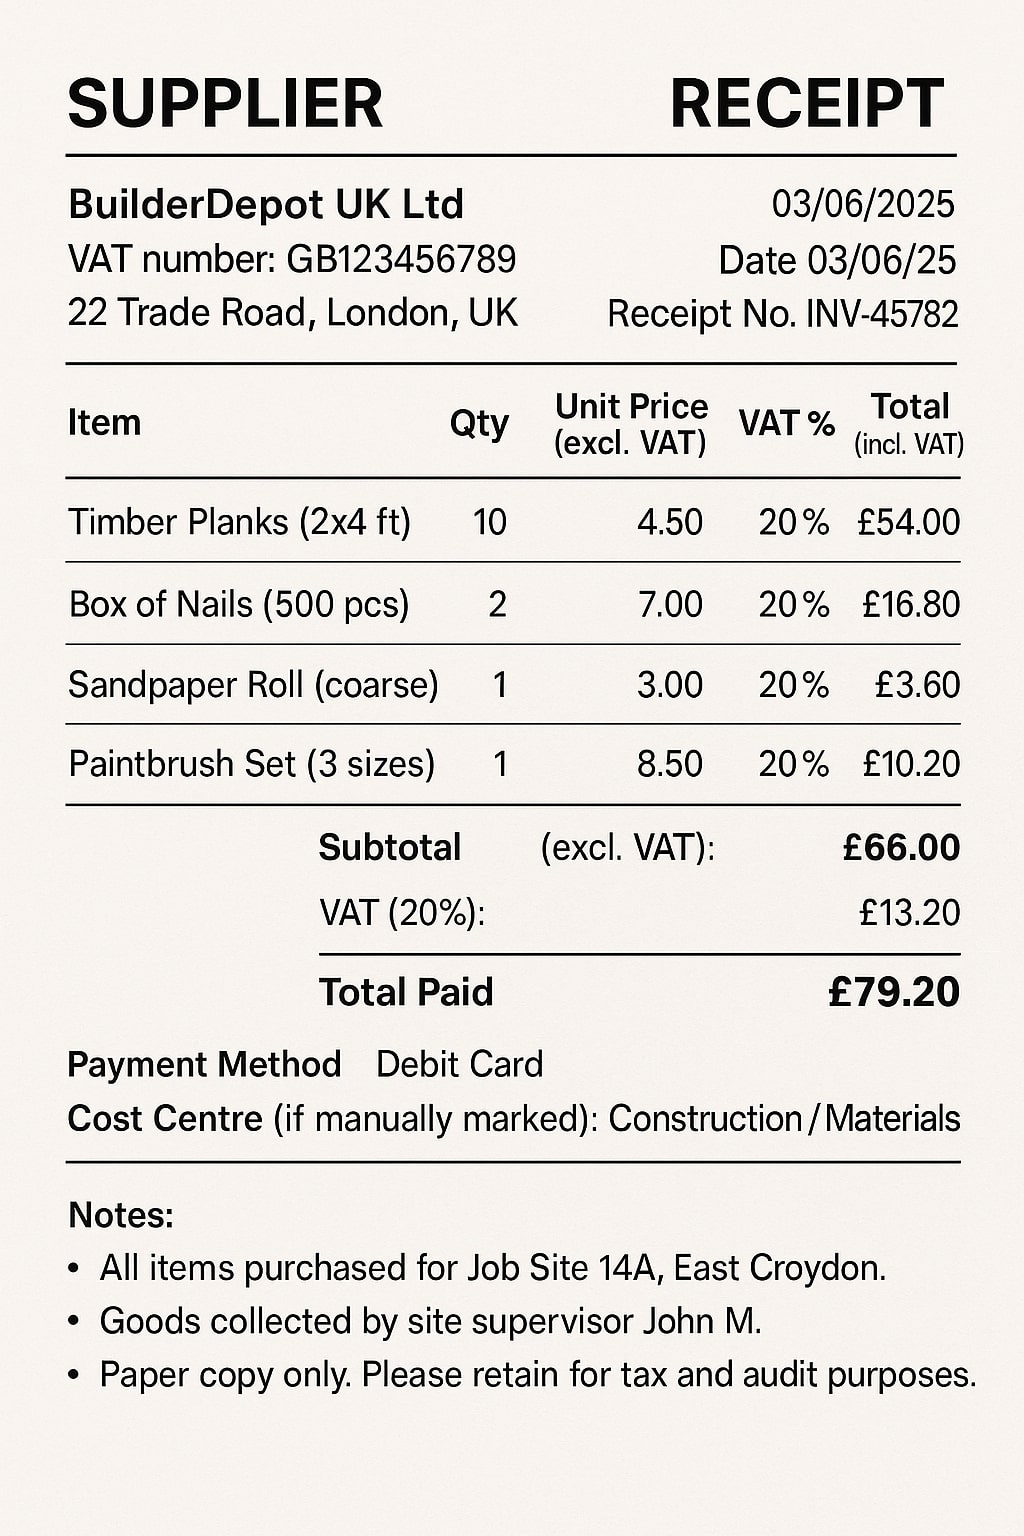 SUPPLIER RECEIPT
BuilderDepot UK Ltd 03/06/2025
VAT number: GB123456789 Date 03/06/25
22 Trade Road, London, UK Receipt No. INV-45782
Item Qty Unit Price (excl. VAT) VAT % Total (incl. VAT)
Timber Planks (2x4 ft) 10 4.50 20% £54.00
Box of Nails (500 pcs) 2 7.00 20% £16.80
Sandpaper Roll (coarse) 1 3.00 20% £3.60
Paintbrush Set (3 sizes) 1 8.50 20% £10.20
Subtotal (excl. VAT): £66.00
VAT (20%): £13.20
Total Paid £79.20
Payment Method Debit Card
Cost Centre (if manually marked): Construction/Materials
Notes:
• All items purchased for Job Site 14A, East Croydon.
• Goods collected by site supervisor John M.
• Paper copy only. Please retain for tax and audit purposes.